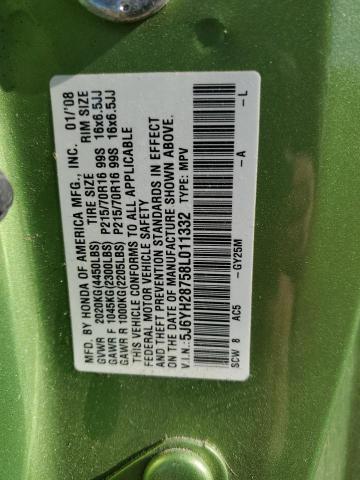 MFD. BY HONDA OF AMERICA MFG., INC. 01/'08
GVWR 2020KG(4450LBS) TIRE SIZE RIM SIZE
GAWR F 1045KG(2300LBS) P215/70R16 99S 16x6.5JJ
GAWR R 1000KG(2205LBS) P215/70R16 99S 16x6.5JJ
THIS VEHICLE CONFORMS TO ALL APPLICABLE
FEDERAL MOTOR VEHICLE SAFETY
AND THEFT PREVENTION STANDARDS IN EFFECT
ON THE DATE OF MANUFACTURE SHOWN ABOVE.
V.I.N.:5J6YH28758L011332 TYPE: MPV
SCW 8 AC5 -GY25M -A -L